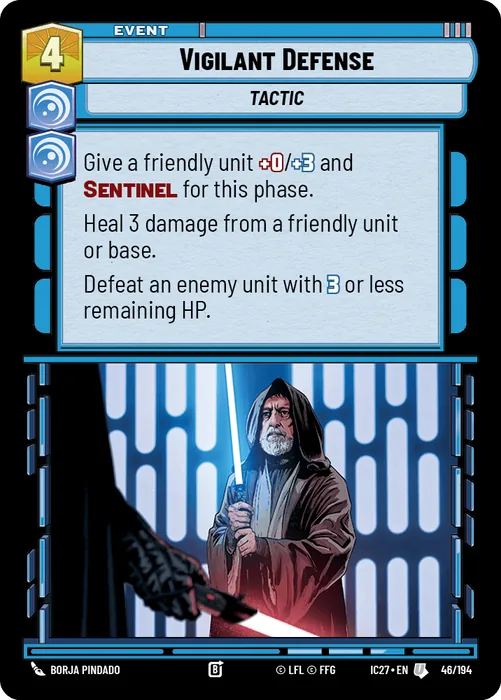 EVENT
4
VIGILANT DEFENSE
TACTIC
Give a friendly unit +0/+3 and
SENTINEL for this phase.
Heal 3 damage from a friendly unit
or base.
Defeat an enemy unit with 3 or less
remaining HP.
BORJA PINDADO
B
© LFL © FFG
IC27 • EN
46/194